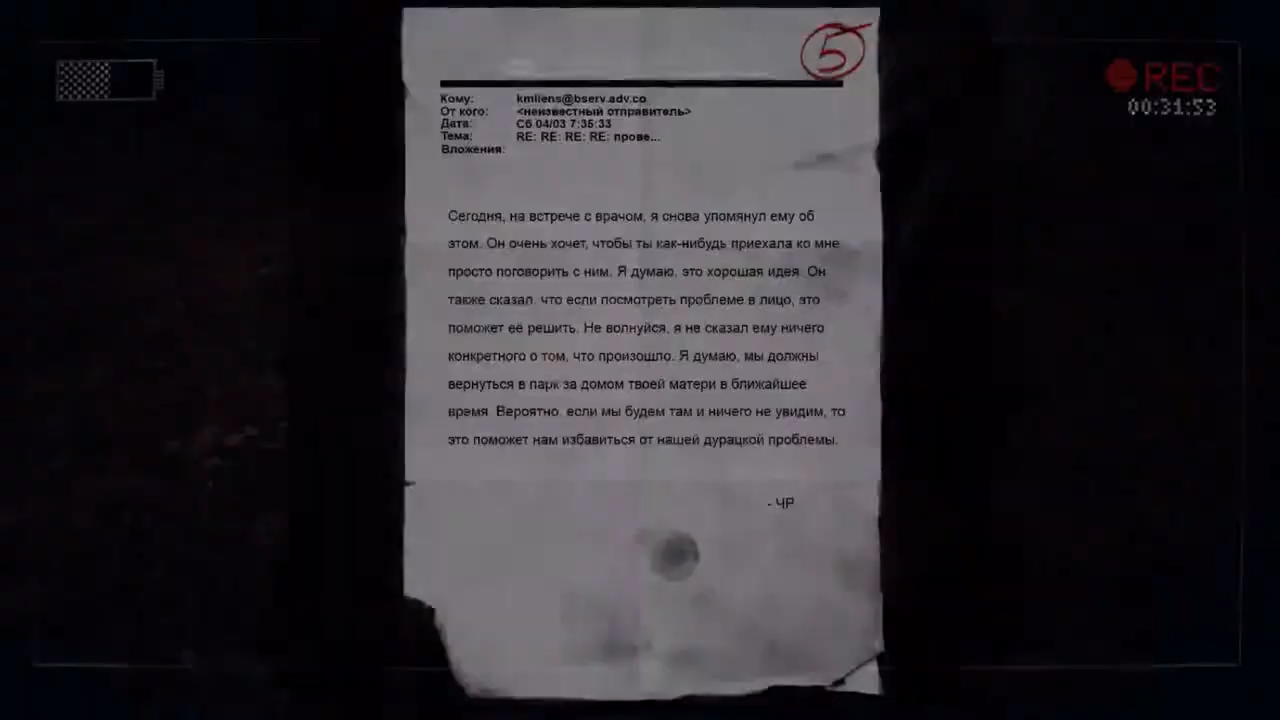 5
REC
00:31:53
Кому: kmliens@bserv.adv.co
От кого: <неизвестный отправитель>
Дата: Сб 04/03 7:35:33
Тема: RE: RE: RE: RE: прове...
Вложения:
Сегодня, на встрече с врачом, я снова упомянул ему об
этом. Он очень хочет, чтобы ты как-нибудь приехала ко мне
просто поговорить с ним. Я думаю, это хорошая идея. Он
также сказал, что если посмотреть проблеме в лицо, это
поможет её решить. Не волнуйся, я не сказал ему ничего
конкретного о том, что произошло. Я думаю, мы должны
вернуться в парк за домом твоей матери в ближайшее
время. Вероятно, если мы будем там и ничего не увидим, то
это поможет нам избавиться от нашей дурацкой проблемы.
- ЧР